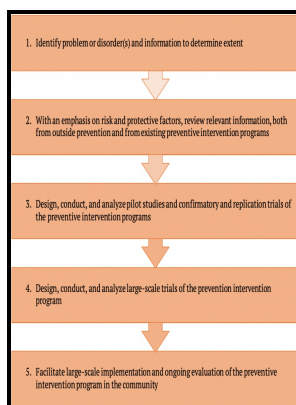 1. Identify problem or disorder(s) and information to determine extent
2. With an emphasis on risk and protective factors, review relevant information, both
from outside prevention and from existing preventive intervention programs
3. Design, conduct, and analyze pilot studies and confirmatory and replication trials of
the preventive intervention programs
4. Design, conduct, and analyze large-scale trials of the prevention intervention
program
5. Facilitate large-scale implementation and ongoing evaluation of the preventive
intervention program in the community